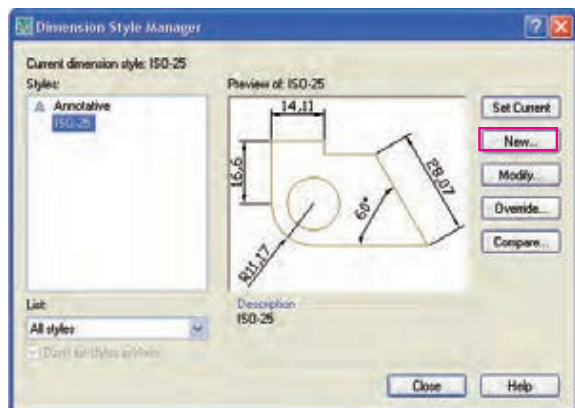 Dimension Style Manager
Current dimension style: ISO-25
Styles:
Annotative
ISO-25
Preview of: ISO-25
14,11
16,6
28,07
60°
R11,17
Set Current
New...
Modify...
Override...
Compare...
List:
All styles
Description
ISO-25
Close
Help